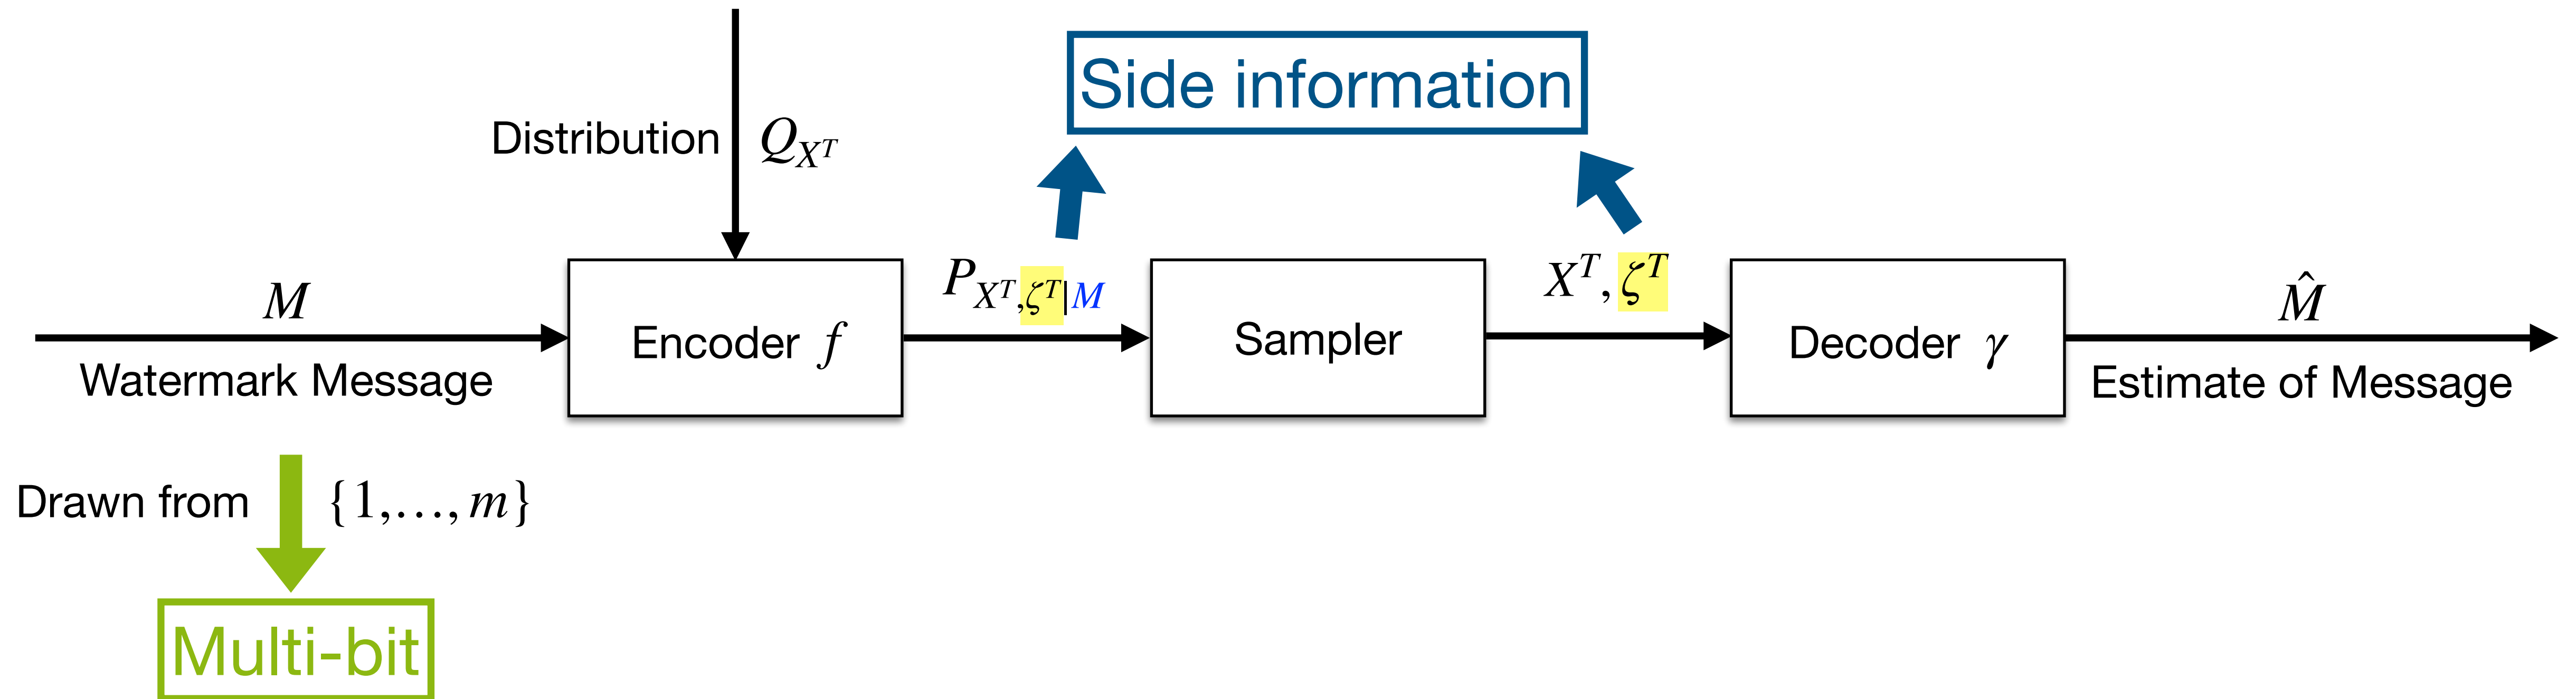 Side information
Distribution
Q_{X^T}
M
Watermark Message
Encoder f
P_{X^T,ζ^T|M}
Sampler
X^T, ζ^T
Decoder γ
M̂
Estimate of Message
Drawn from {1,…, m}
Multi-bit